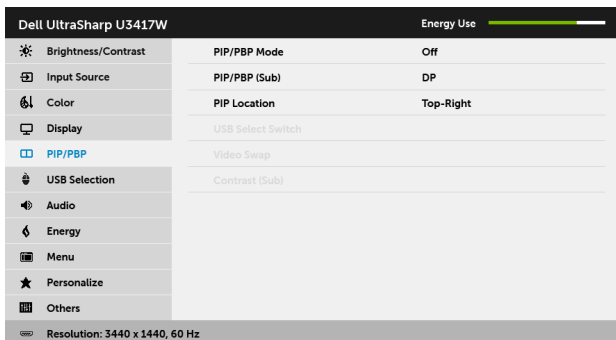 Dell UltraSharp U3417W Energy Use
Brightness/Contrast PIP/PBP Mode Off
Input Source PIP/PBP (Sub) DP
Color PIP Location Top-Right
Display USB Select Switch
PIP/PBP Video Swap
USB Selection Contrast (Sub)
Audio
Energy
Menu
Personalize
Others
Resolution: 3440 x 1440, 60 Hz